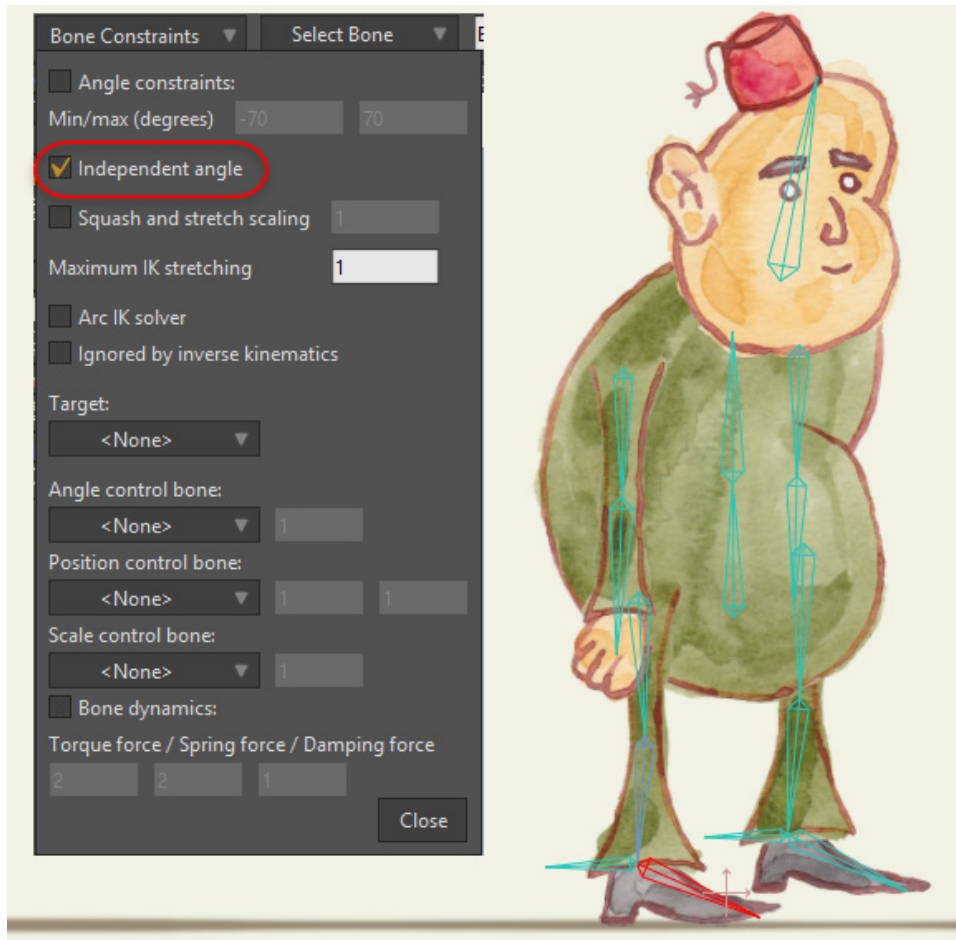 Bone Constraints Select Bone
Angle constraints:
Min/max (degrees) -70 70
Independent angle
Squash and stretch scaling 1
Maximum IK stretching 1
Arc IK solver
Ignored by inverse kinematics
Target:
<None>
Angle control bone:
<None> 1
Position control bone:
<None> 1 1
Scale control bone:
<None> 1
Bone dynamics:
Torque force / Spring force / Damping force
2 2 1
Close